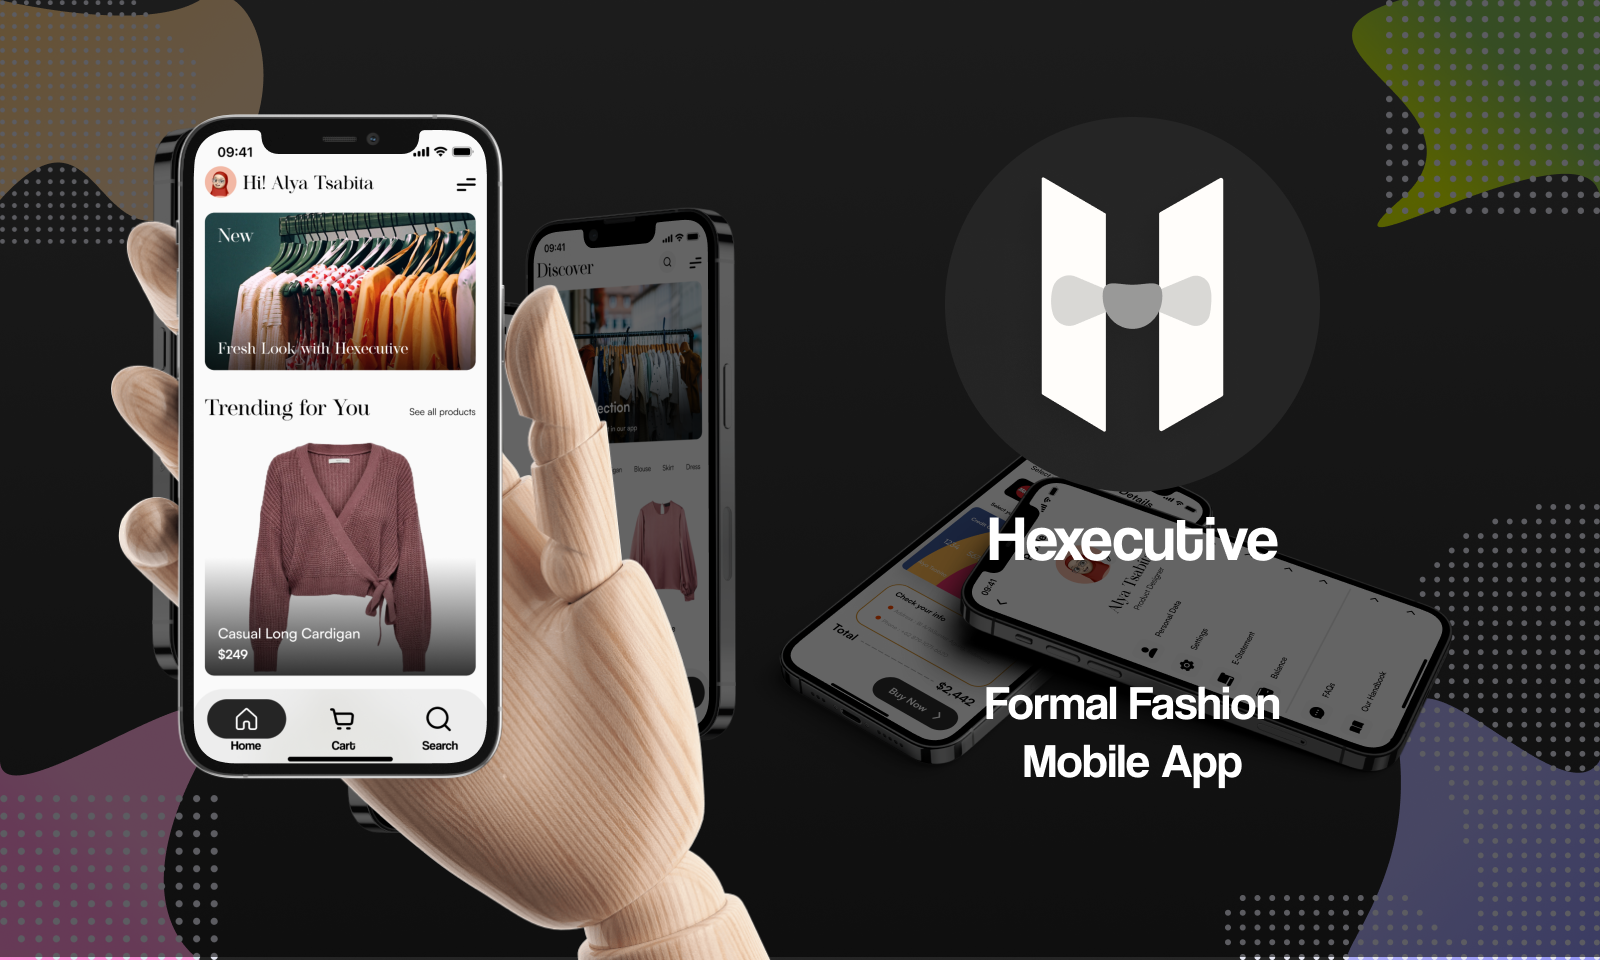 09:41
Hi! Alya Tsabita
New
Fresh Look with Hexecutive
Trending for You
See all products
Casual Long Cardigan
$249
Home
Cart
Search
09:41
Discover
in our app
Blouse
Skirt
Dress
Hexecutive
Formal Fashion
Mobile App
Details
Check your info
Total
$2,442
Buy Now
09:41
Alya Tsabita
Product Designer
Personal Data
Settings
E-Statement
Balance
FAQs
Our Handbook